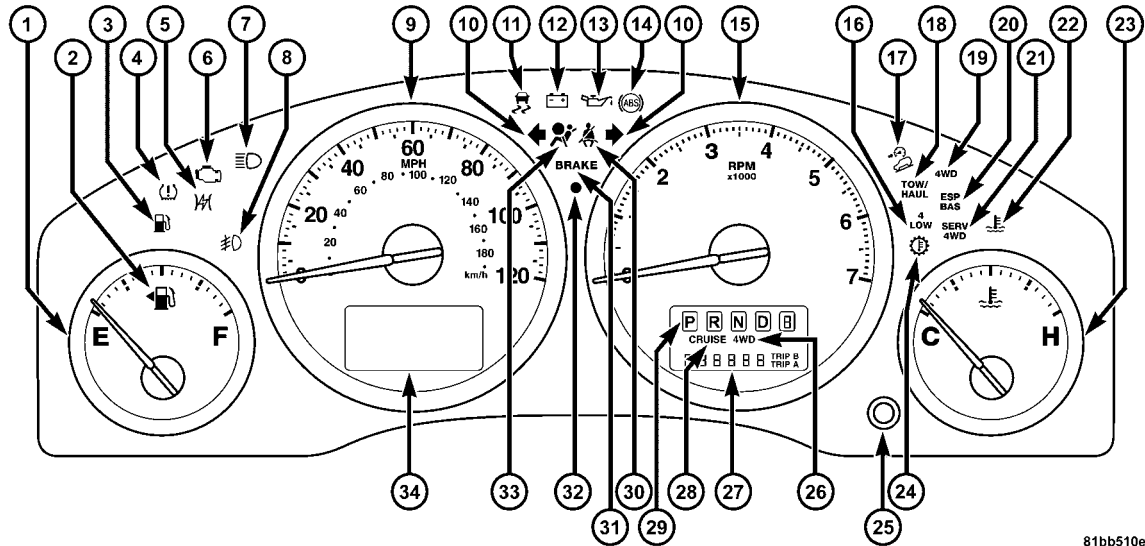 1 2 3 4 5 6 7 8 9 10 11 12 13 14 10 15 16 17 18 19 20 21 22 23
ABS
BRAKE
20 40 60 80 100 120
MPH
20 40 60 80 100 120 140 160 180
km/h
2 3 4 5 6 7
RPM
x1000
TOW/
HAUL
4WD
ESP
BAS
4
LOW
SERV
4WD
E F
P R N D 8
CRUISE 4WD
888888 TRIP B
TRIP A
C H
34 33 32 31 30 29 28 27 26 25 24
81bb510e